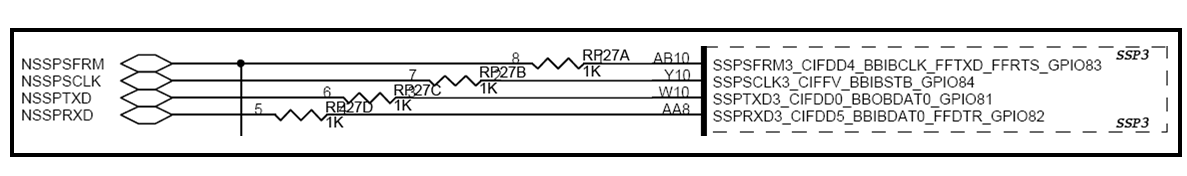 NSSPSFRM 8 RP27A 1K AB10 SSPSFRM3_CIFDD4_BBIBCLK_FFTXD_FFRTS_GPIO83 SSP3
NSSPSCLK 7 RP27B 1K Y10 SSPSCLK3_CIFFV_BBIBSTB_GPIO84
NSSPTXD 6 RP27C 1K W10 SSPTXD3_CIFDD0_BBOBDAT0_GPIO81
NSSPRXD 5 RP27D 1K AA8 SSPRXD3_CIFDD5_BBIBDAT0_FFDTR_GPIO82
SSP3